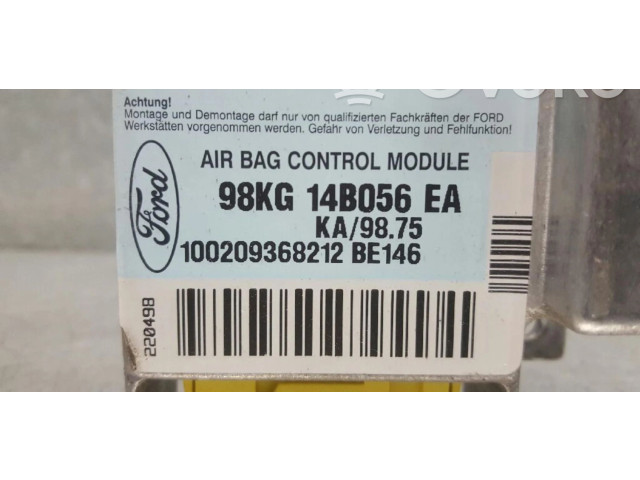 Achtung!
Montage und Demontage darf nur von qualifizierten Fachkräften der FORD
Werkstätten vorgenommen werden. Gefahr von Verletzung und Fehlfunktion!
AIR BAG CONTROL MODULE
98KG 14B056 EA
KA/98.75
100209368212 BE146
Ford
220498